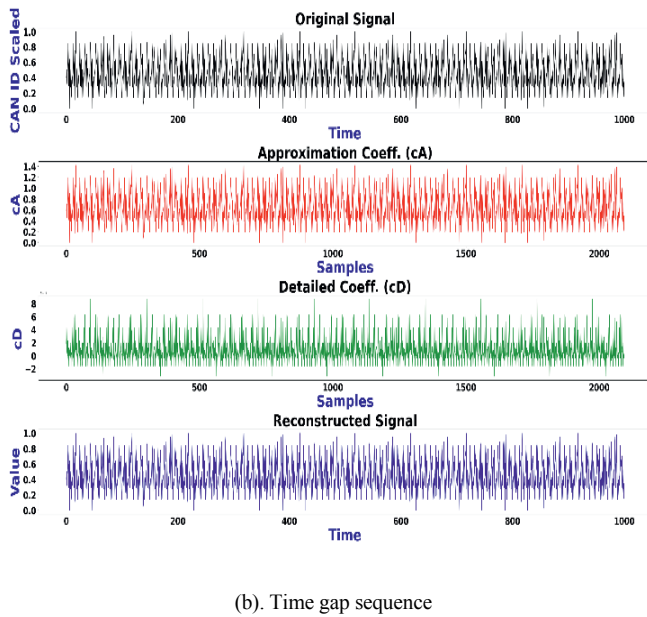 Original Signal
CAN ID Scaled
1.0
0.8
0.6
0.4
0.2
0.0
0 200 400 600 800 1000
Time
Approximation Coeff. (cA)
cA
1.4
1.2
1.0
0.8
0.6
0.4
0.2
0.0
0 500 1000 1500 2000
Samples
Detailed Coeff. (cD)
cD
8
6
4
2
0
−2
0 500 1000 1500 2000
Samples
Reconstructed Signal
Value
1.0
0.8
0.6
0.4
0.2
0.0
0 200 400 600 800 1000
Time
(b). Time gap sequence